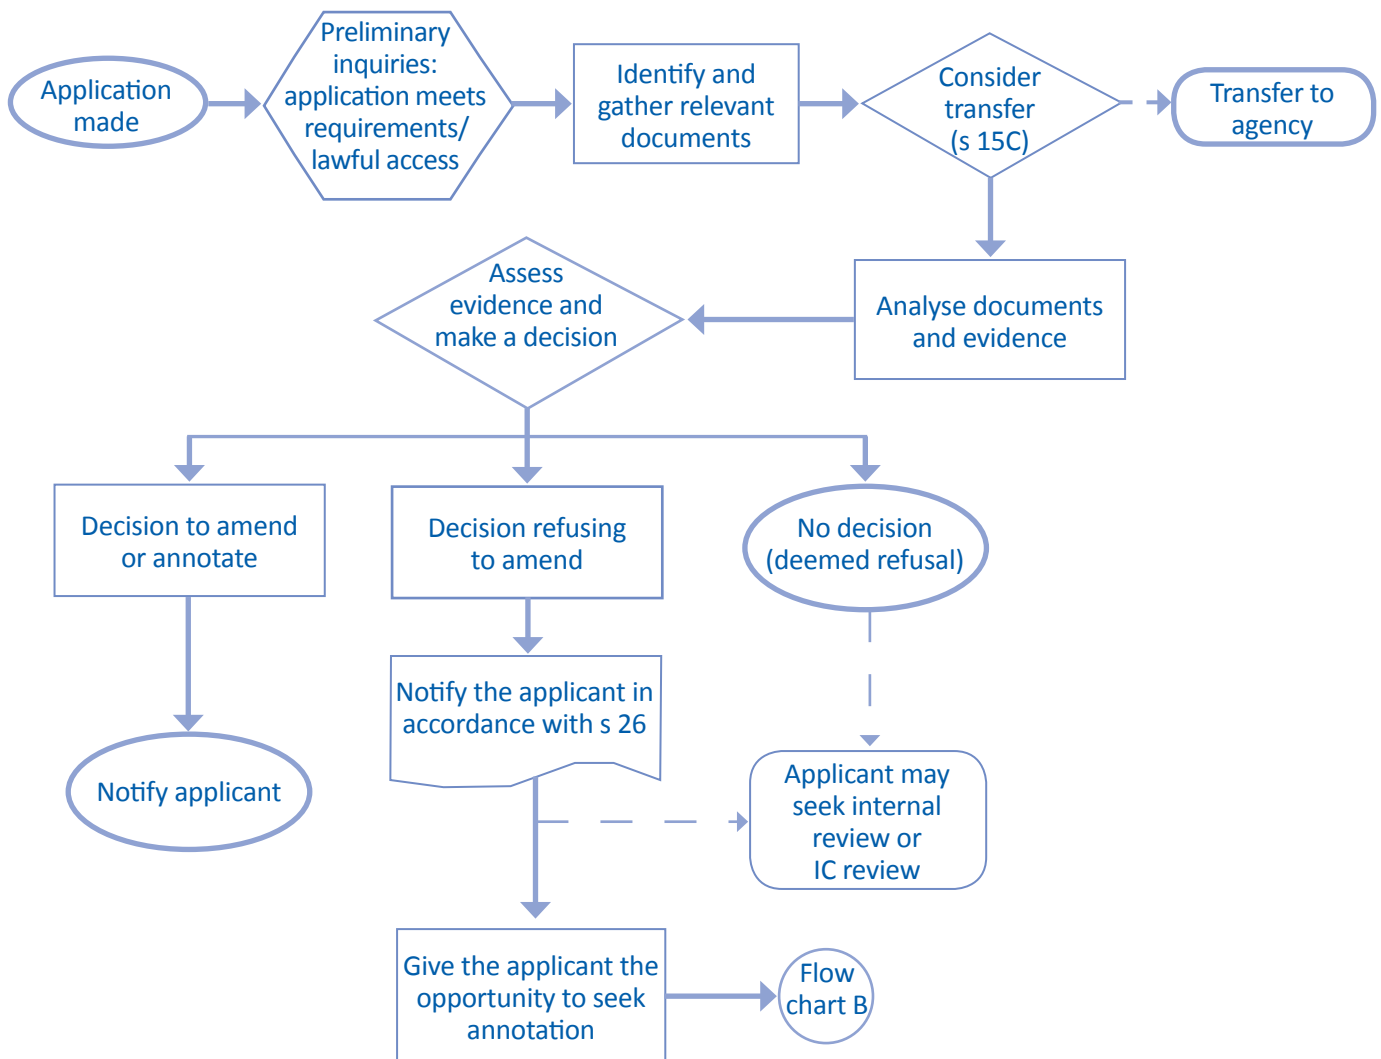 Application
made
Preliminary
inquiries:
application meets
requirements/
lawful access
Identify and
gather relevant
documents
Consider
transfer
(s 15C)
Transfer to
agency
Analyse documents
and evidence
Assess
evidence and
make a decision
Decision to amend
or annotate
Decision refusing
to amend
No decision
(deemed refusal)
Notify applicant
Notify the applicant in
accordance with s 26
Applicant may
seek internal
review or
IC review
Give the applicant the
opportunity to seek
annotation
Flow
chart B